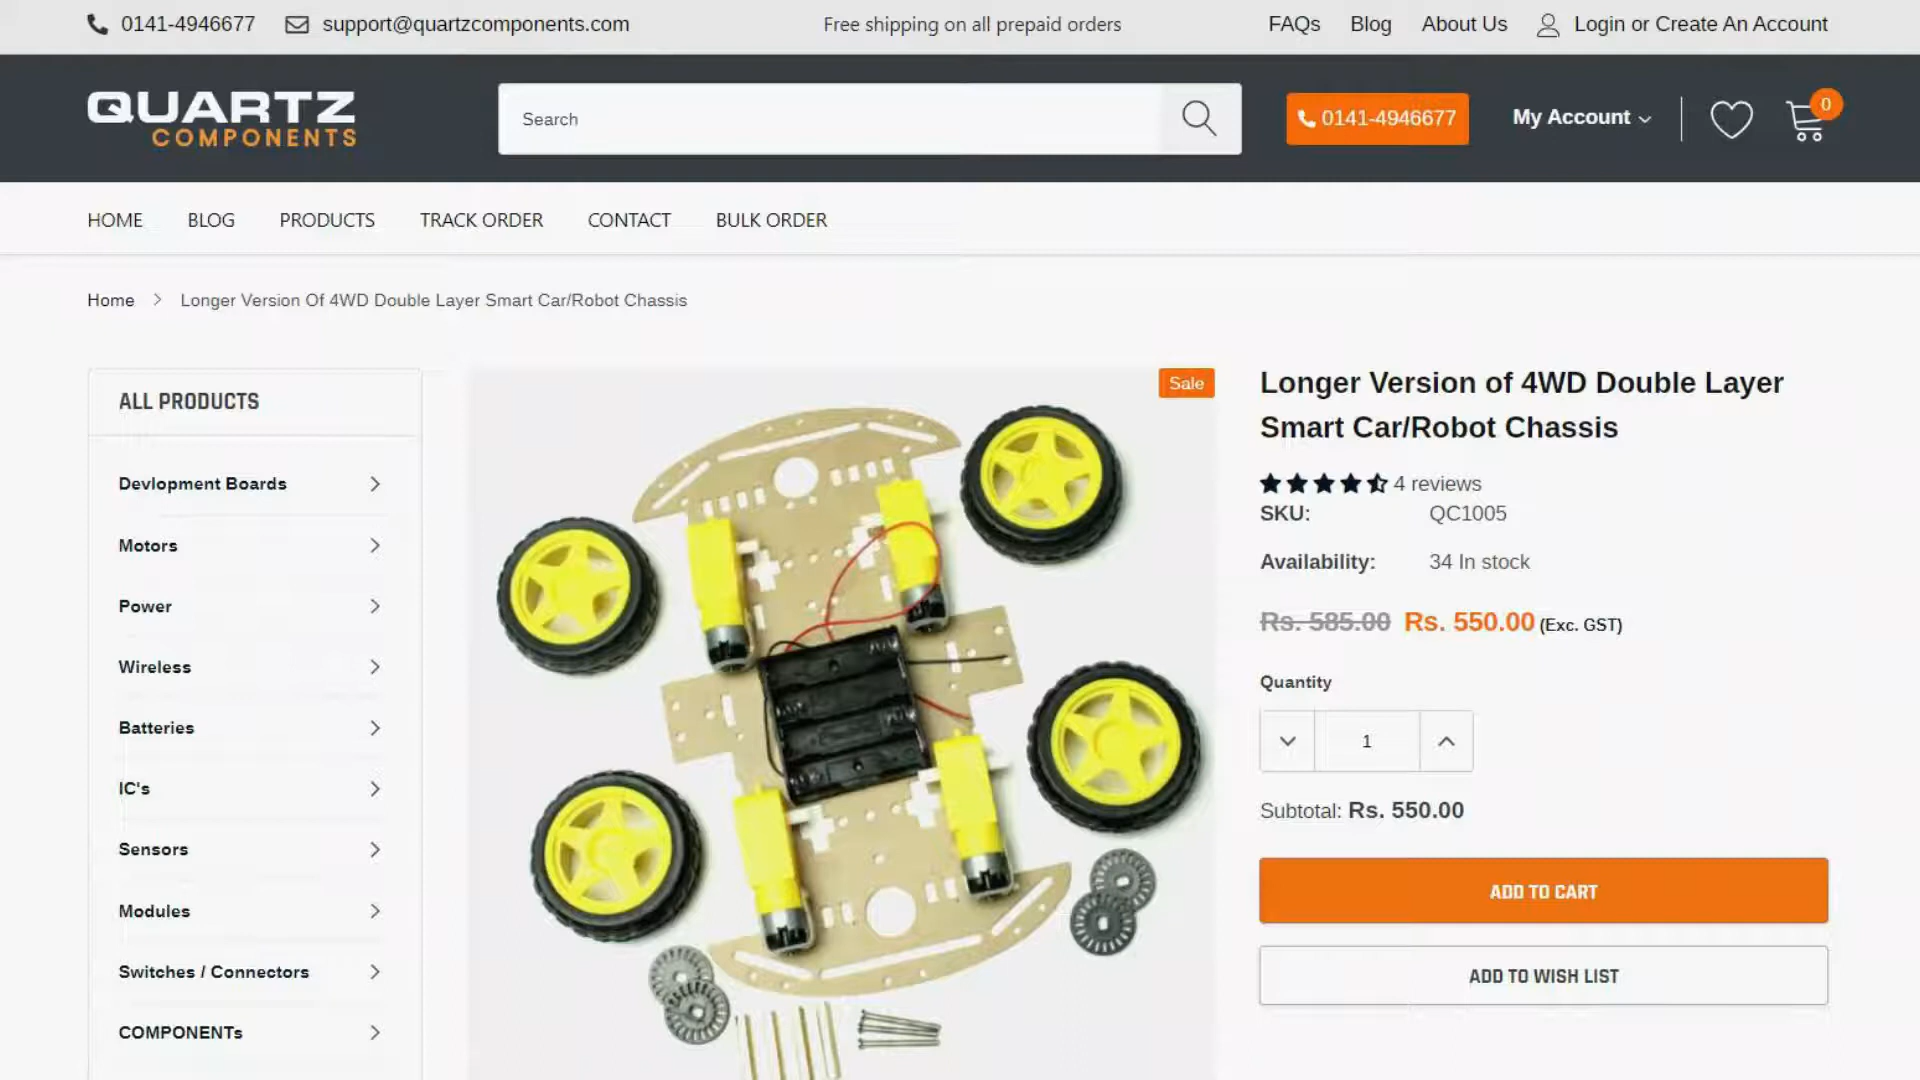 0141-4946677 support@quartzcomponents.com Free shipping on all prepaid orders FAQs Blog About Us Login or Create An Account
QUARTZ
COMPONENTS
Search
0141-4946677
My Account
0
HOME BLOG PRODUCTS TRACK ORDER CONTACT BULK ORDER
Home Longer Version Of 4WD Double Layer Smart Car/Robot Chassis
ALL PRODUCTS
Devlopment Boards
Motors
Power
Wireless
Batteries
IC's
Sensors
Modules
Switches / Connectors
COMPONENTs
Sale
Longer Version of 4WD Double Layer
Smart Car/Robot Chassis
4 reviews
SKU: QC1005
Availability: 34 In stock
Rs. 585.00 Rs. 550.00 (Exc. GST)
Quantity
1
Subtotal: Rs. 550.00
ADD TO CART
ADD TO WISH LIST